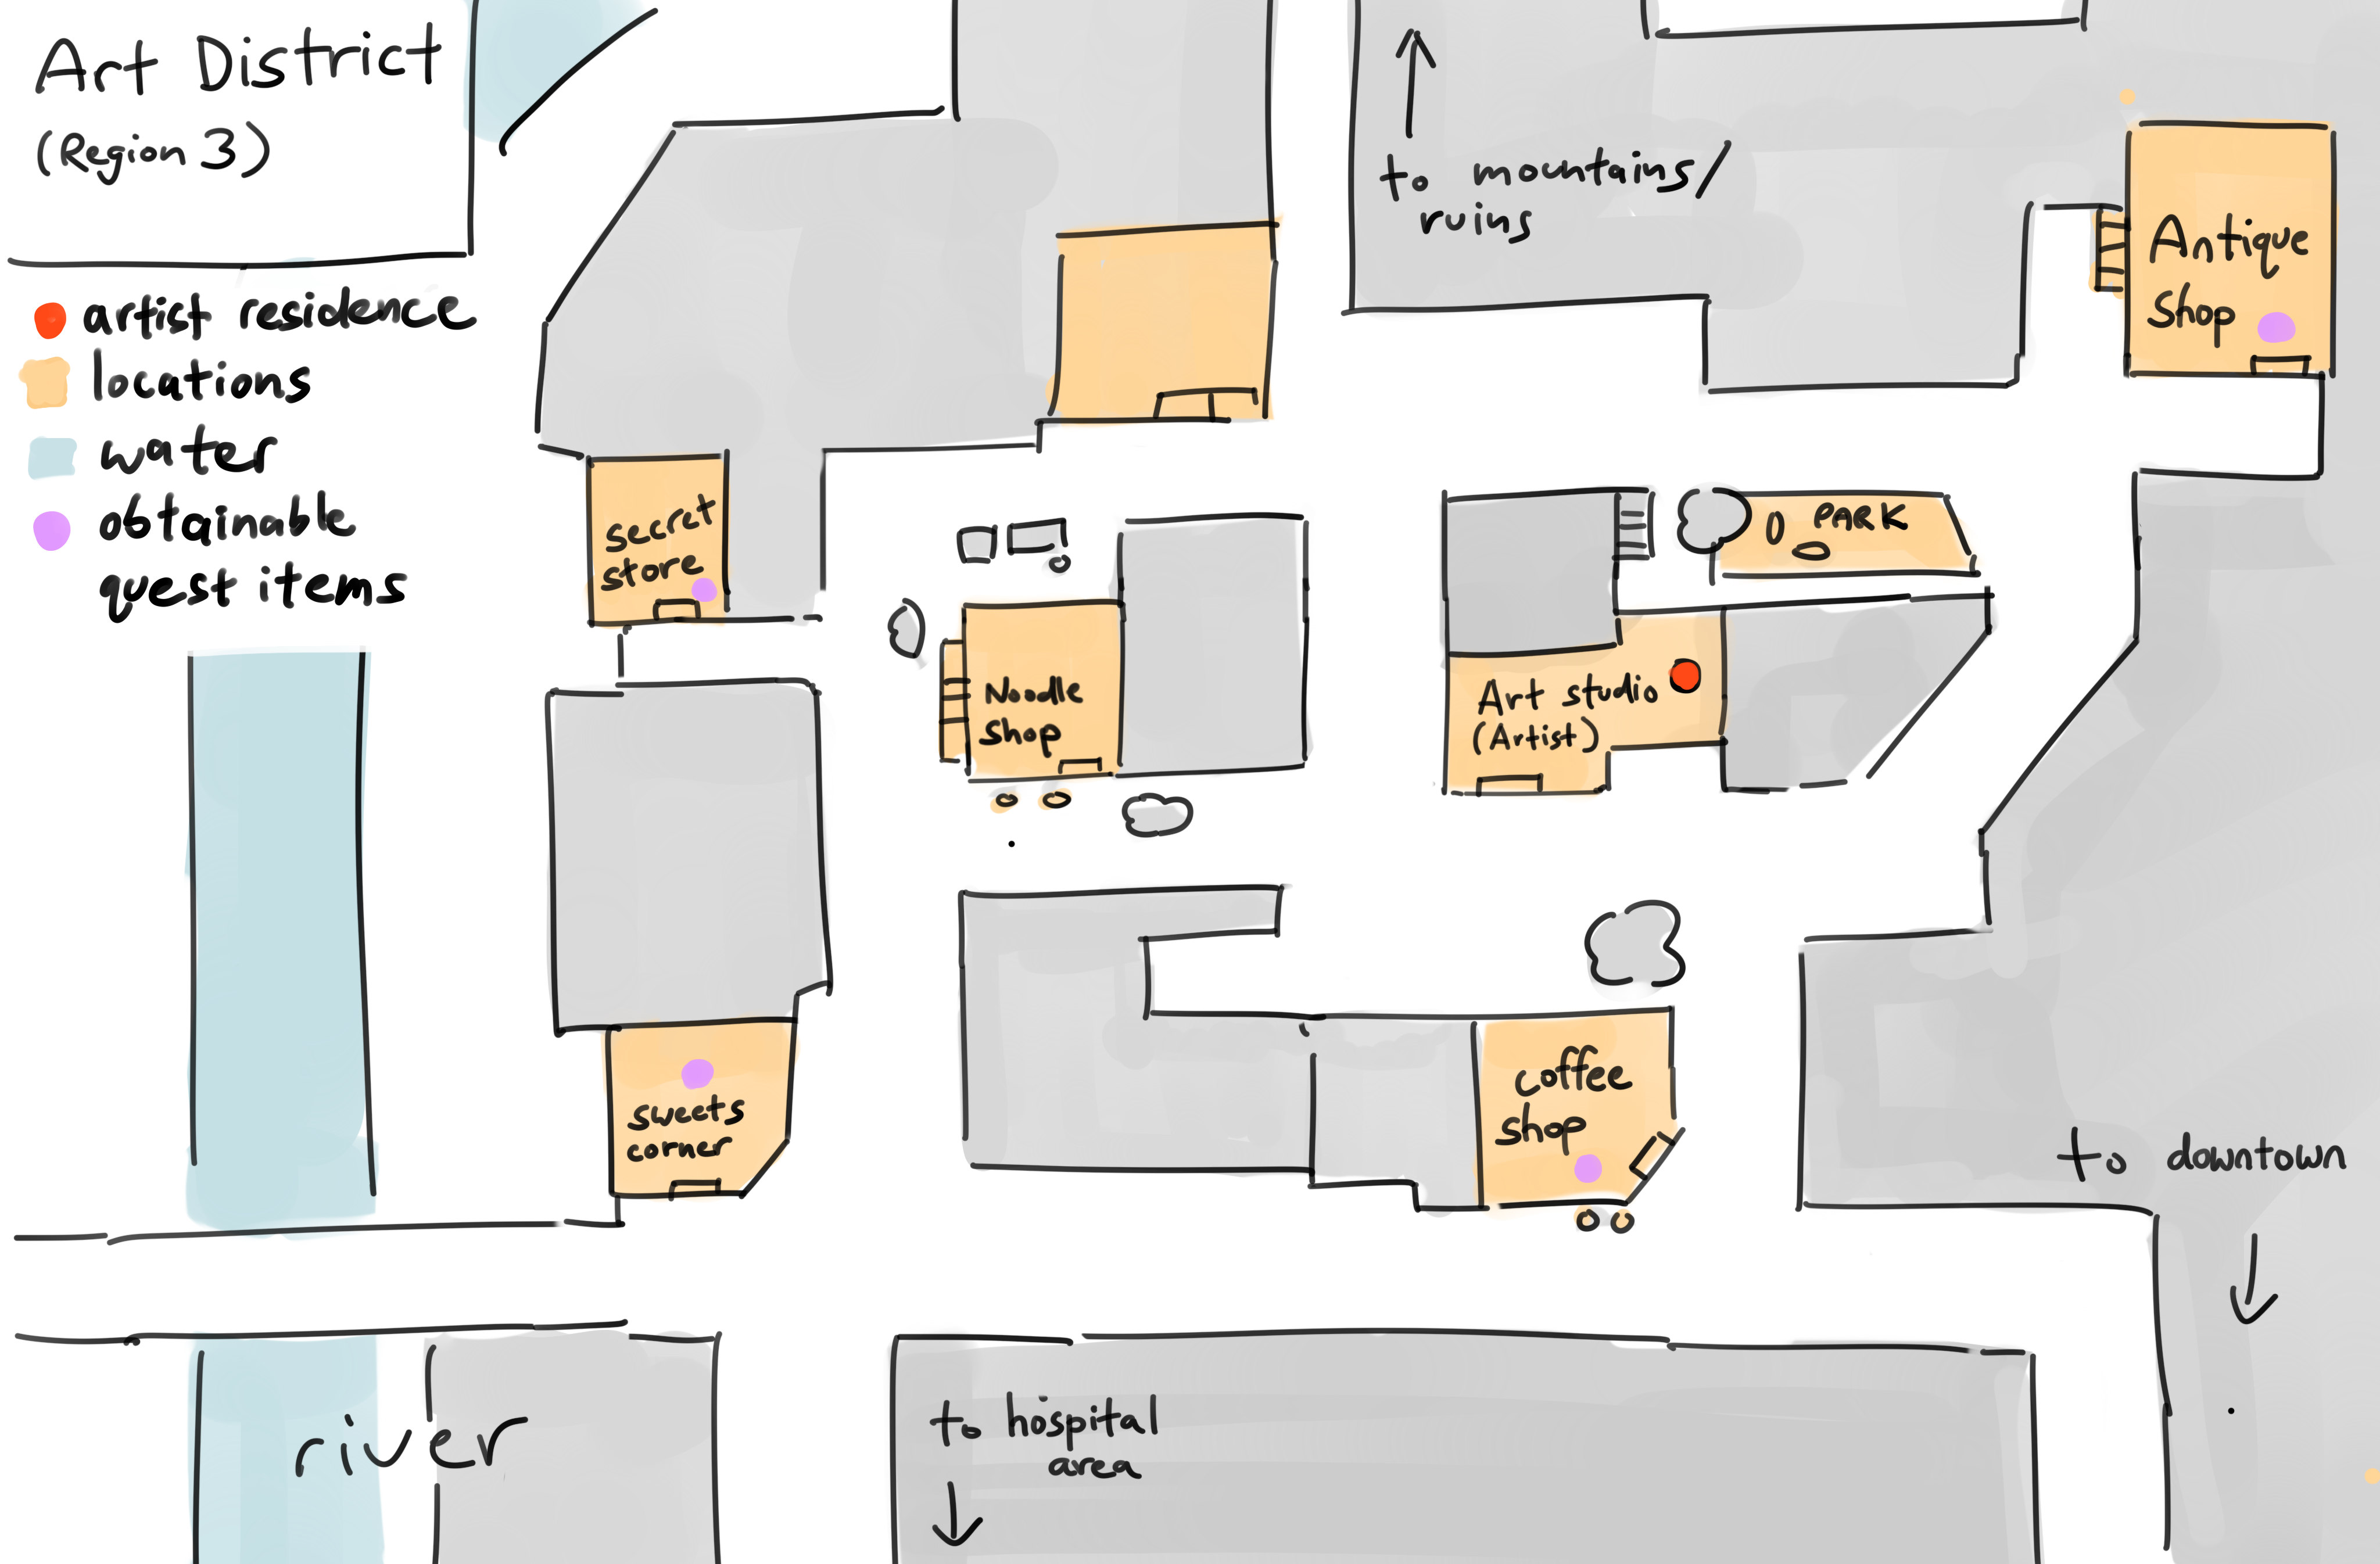 Art District
(Region 3)
artist residence
locations
water
obtainable
quest items
to mountains/
ruins
Antique
Shop
secret
store
PARK
Noodle
Shop
Art studio
(Artist)
coffee
shop
sweets
corner
to downtown
river
to hospital
area